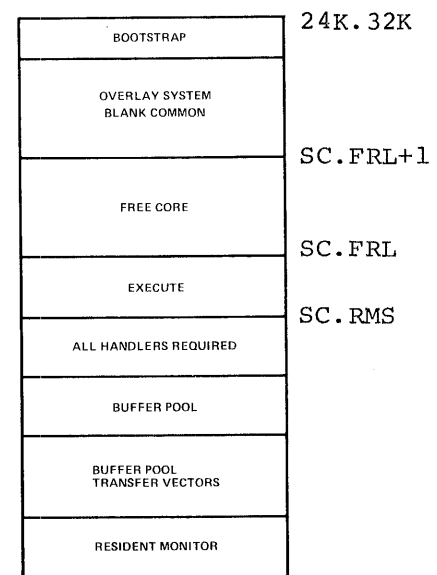 24K.32K
BOOTSTRAP
OVERLAY SYSTEM
BLANK COMMON
SC.FRL+1
FREE CORE
SC.FRL
EXECUTE
SC.RMS
ALL HANDLERS REQUIRED
BUFFER POOL
BUFFER POOL
TRANSFER VECTORS
RESIDENT MONITOR